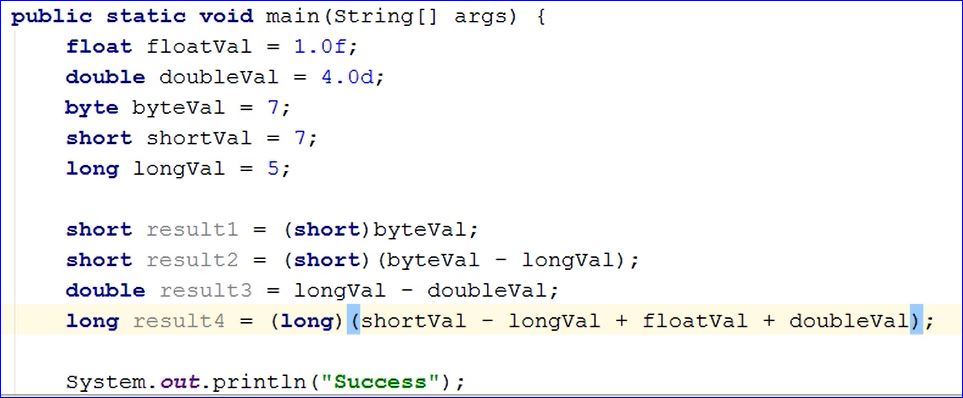 public static void main(String[] args) {
    float floatVal = 1.0f;
    double doubleVal = 4.0d;
    byte byteVal = 7;
    short shortVal = 7;
    long longVal = 5;

    short result1 = (short)byteVal;
    short result2 = (short)(byteVal - longVal);
    double result3 = longVal - doubleVal;
    long result4 = (long)(shortVal - longVal + floatVal + doubleVal);

    System.out.println("Success");